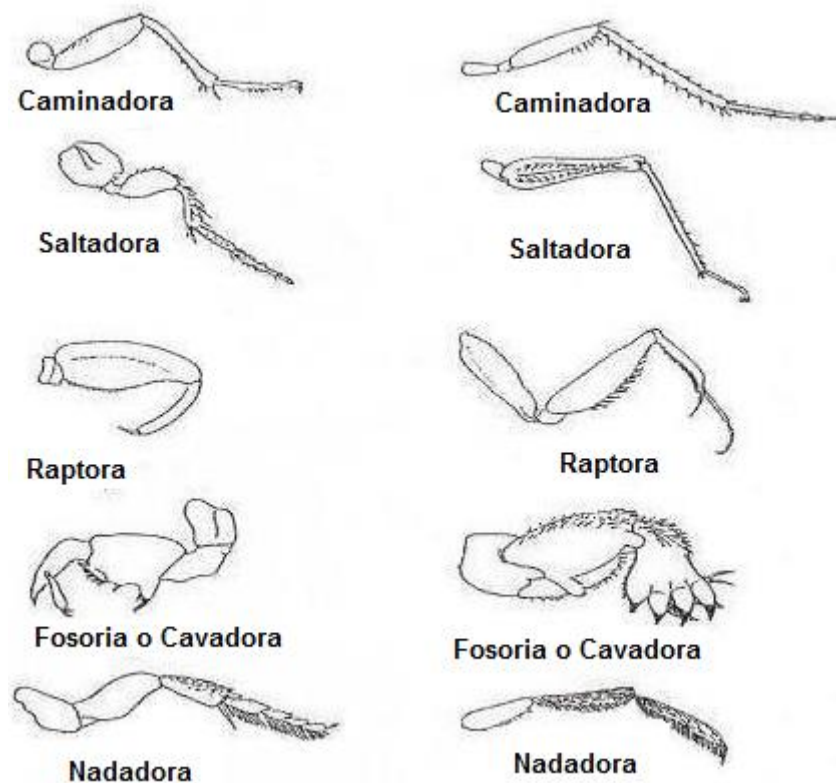 Caminadora
Caminadora
Saltadora
Saltadora
Raptora
Raptora
Fosoria o Cavadora
Fosoria o Cavadora
Nadadora
Nadadora